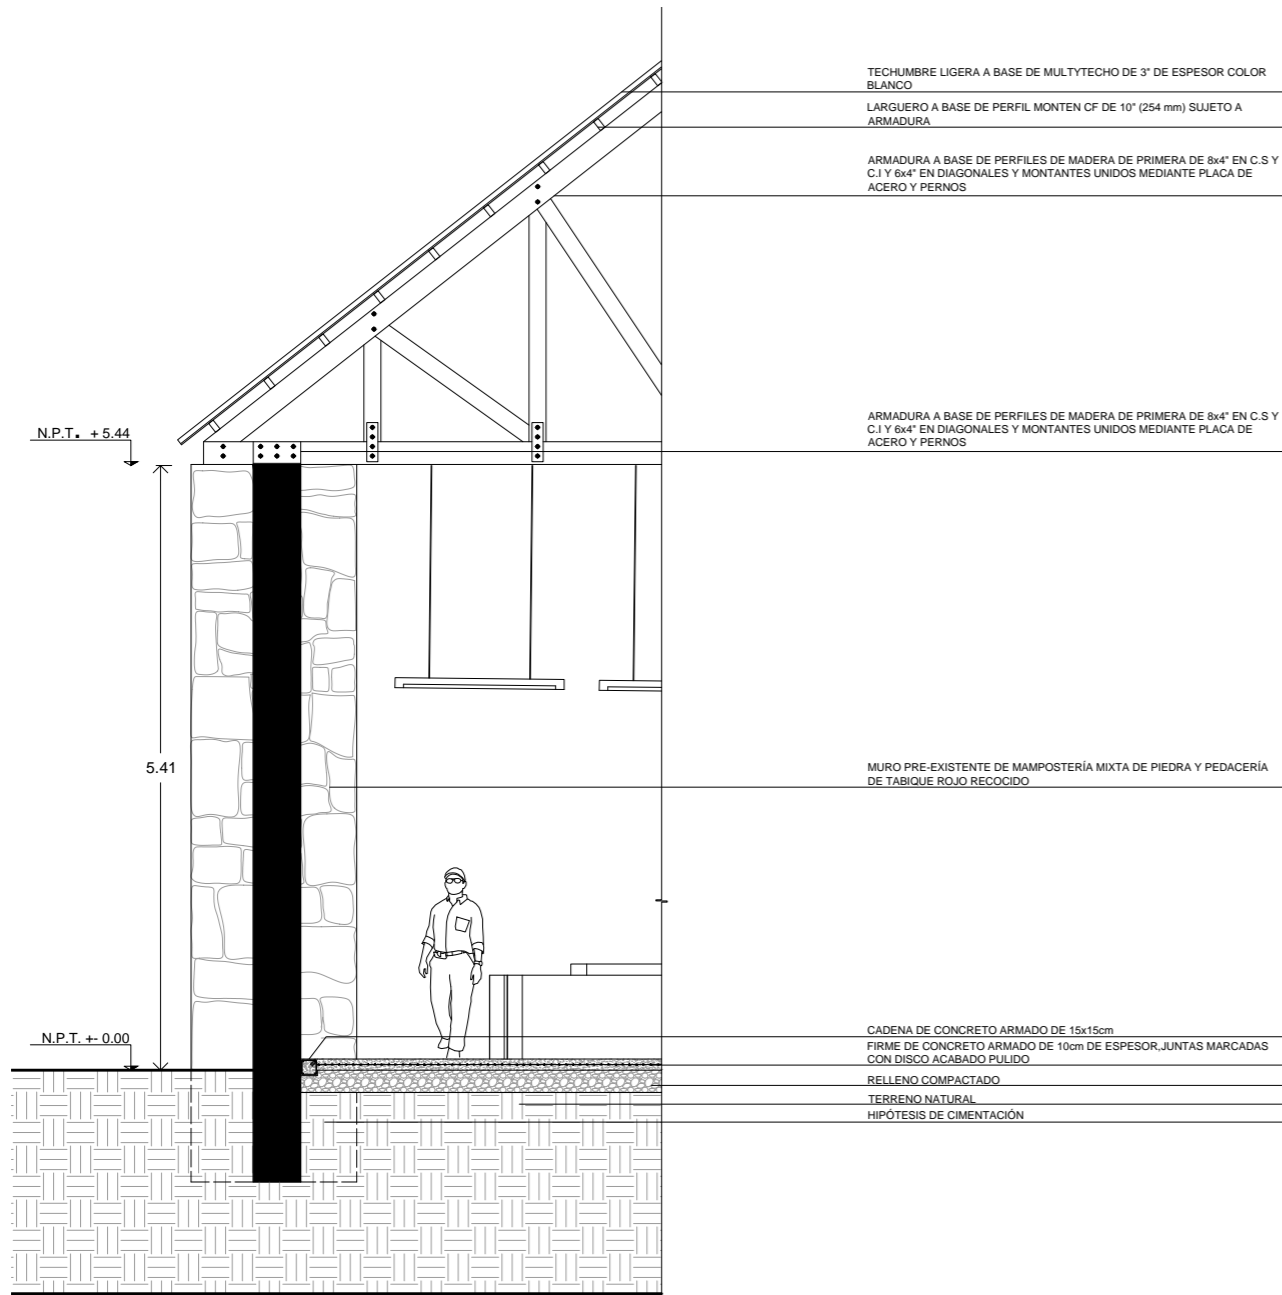 TECHUMBRE LIGERA A BASE DE MULTYTECHO DE 3" DE ESPESOR COLOR
BLANCO
LARGUERO A BASE DE PERFIL MONTEN CF DE 10" (254 mm) SUJETO A
ARMADURA
ARMADURA A BASE DE PERFILES DE MADERA DE PRIMERA DE 8x4" EN C.S Y
C.I Y 6x4" EN DIAGONALES Y MONTANTES UNIDOS MEDIANTE PLACA DE
ACERO Y PERNOS
ARMADURA A BASE DE PERFILES DE MADERA DE PRIMERA DE 8x4" EN C.S Y
C.I Y 6x4" EN DIAGONALES Y MONTANTES UNIDOS MEDIANTE PLACA DE
ACERO Y PERNOS
N.P.T. + 5.44
5.41
MURO PRE-EXISTENTE DE MAMPOSTERÍA MIXTA DE PIEDRA Y PEDACERÍA
DE TABIQUE ROJO RECOCIDO
N.P.T. +- 0.00
CADENA DE CONCRETO ARMADO DE 15x15cm
FIRME DE CONCRETO ARMADO DE 10cm DE ESPESOR,JUNTAS MARCADAS
CON DISCO ACABADO PULIDO
RELLENO COMPACTADO
TERRENO NATURAL
HIPÓTESIS DE CIMENTACIÓN